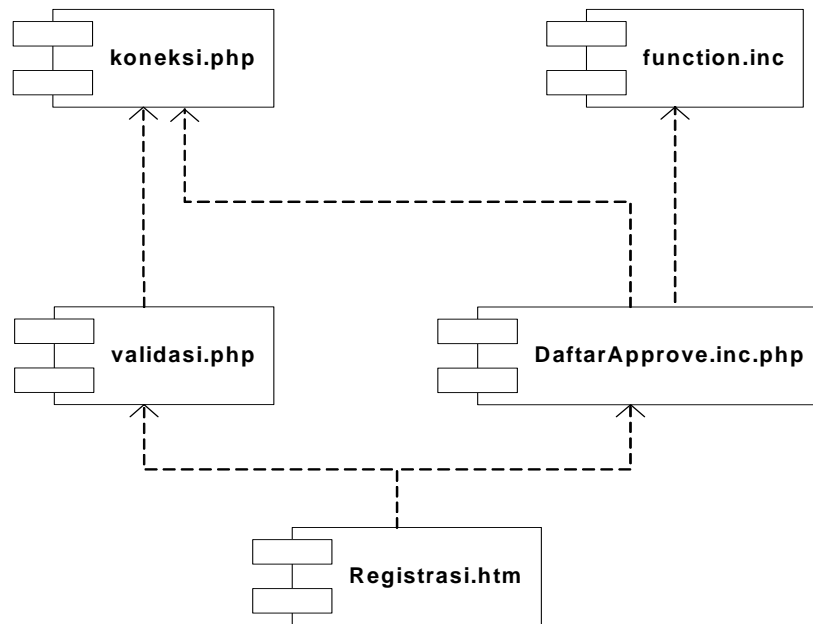 koneksi.php
function.inc
validasi.php
DaftarApprove.inc.php
Registrasi.htm